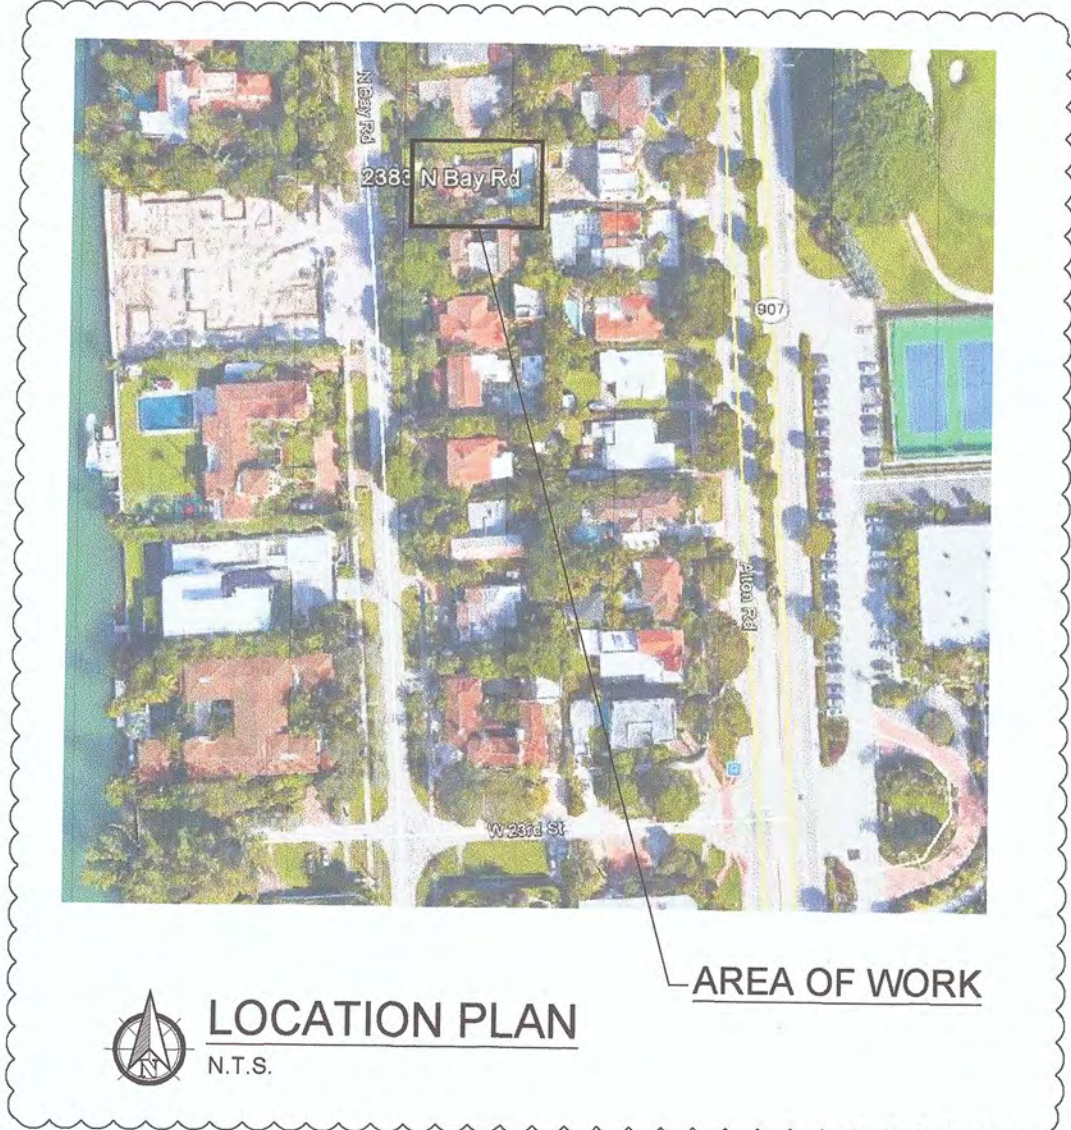 N Bay Rd
2383 N Bay Rd
907
Alton Rd
W 23rd St
AREA OF WORK
LOCATION PLAN
N.T.S.
N